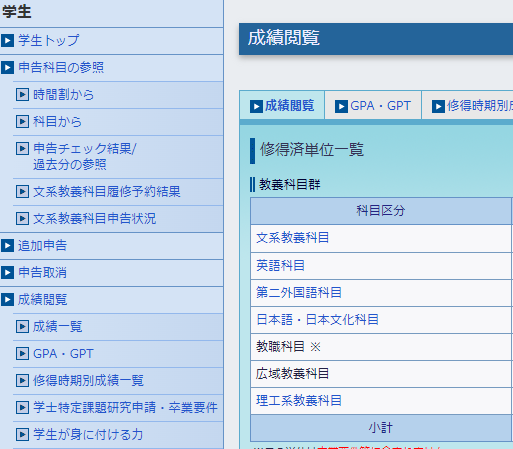 学生
学生トップ
申告科目の参照
時間割から
科目から
申告チェック結果/
過去分の参照
文系教養科目履修予約結果
文系教養科目申告状況
追加申告
申告取消
成績閲覧
成績一覧
GPA・GPT
修得時期別成績一覧
学士特定課題研究申請・卒業要件
学生が身に付ける力
成績閲覧
成績閲覧
GPA・GPT
修得時期別
修得済単位一覧
教養科目群
科目区分
文系教養科目
英語科目
第二外国語科目
日本語・日本文化科目
教職科目 ※
広域教養科目
理工系教養科目
小計